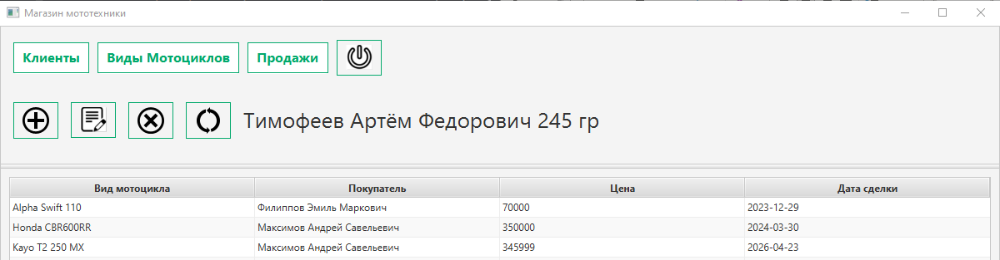 Магазин мототехники
Клиенты Виды Мотоциклов Продажи
Тимофеев Артём Федорович 245 гр
Вид мотоцикла Покупатель Цена Дата сделки
Alpha Swift 110 Филиппов Эмиль Маркович 70000 2023-12-29
Honda CBR600RR Максимов Андрей Савельевич 350000 2024-03-30
Kayo T2 250 MX Максимов Андрей Савельевич 345999 2026-04-23